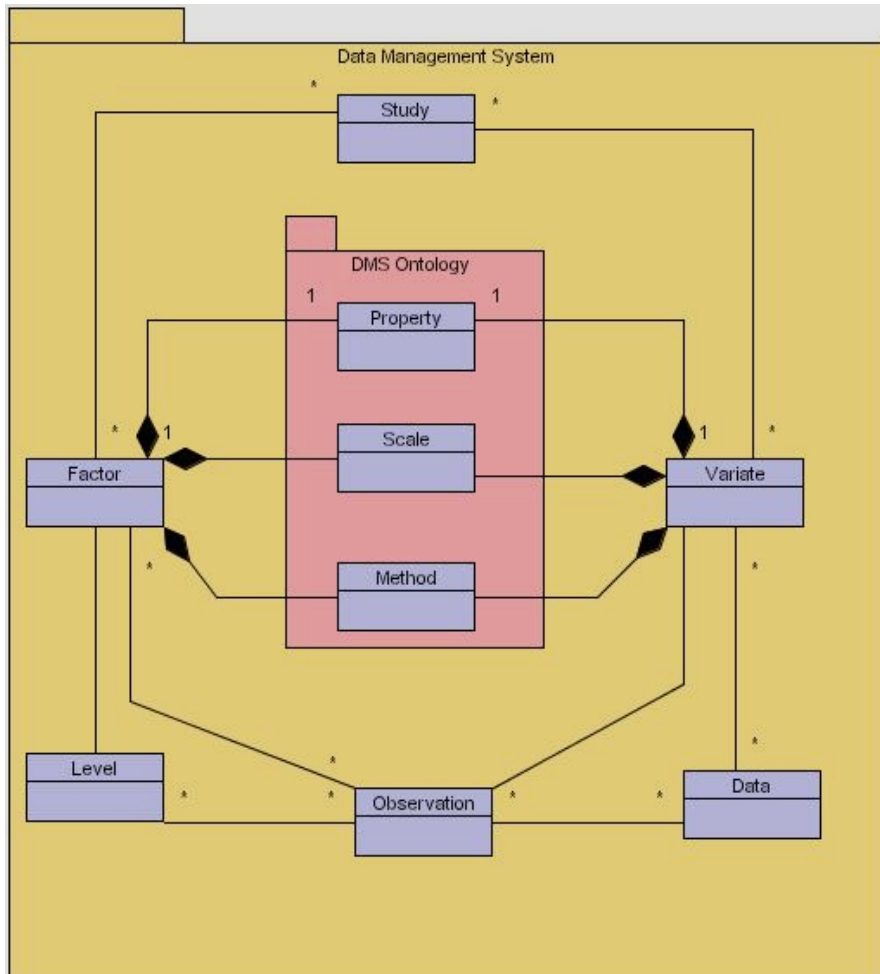 Data Management System
*
Study
*
DMS Ontology
1
Property
1
*
1
Scale
1
*
Factor
Variate
*
Method
*
*
*
Level
*
*
Observation
*
*
Data